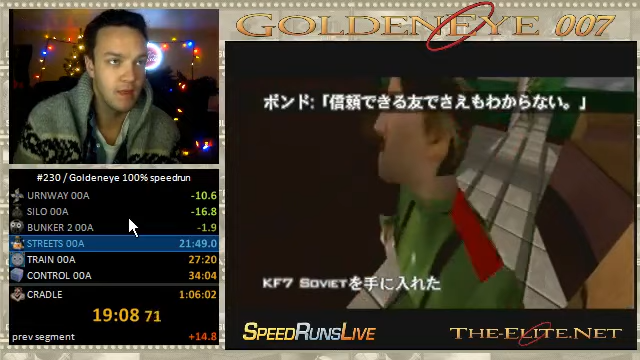 GOLDENEYE 007
ボンド:「信頼できる友でさえもわからない。」
#230 / Goldeneye 100% speedrun
URNWAY 00A -10.6
SILO 00A -16.8
BUNKER 2 00A -1.9
STREETS 00A 21:49.0
TRAIN 00A 27:20
CONTROL 00A 34:04
CRADLE 1:06:02
19:08 71
prev segment +14.8
KF7 SOVIETを手に入れた
SPEEDRUNSLIVE
THE-ELITE.NET